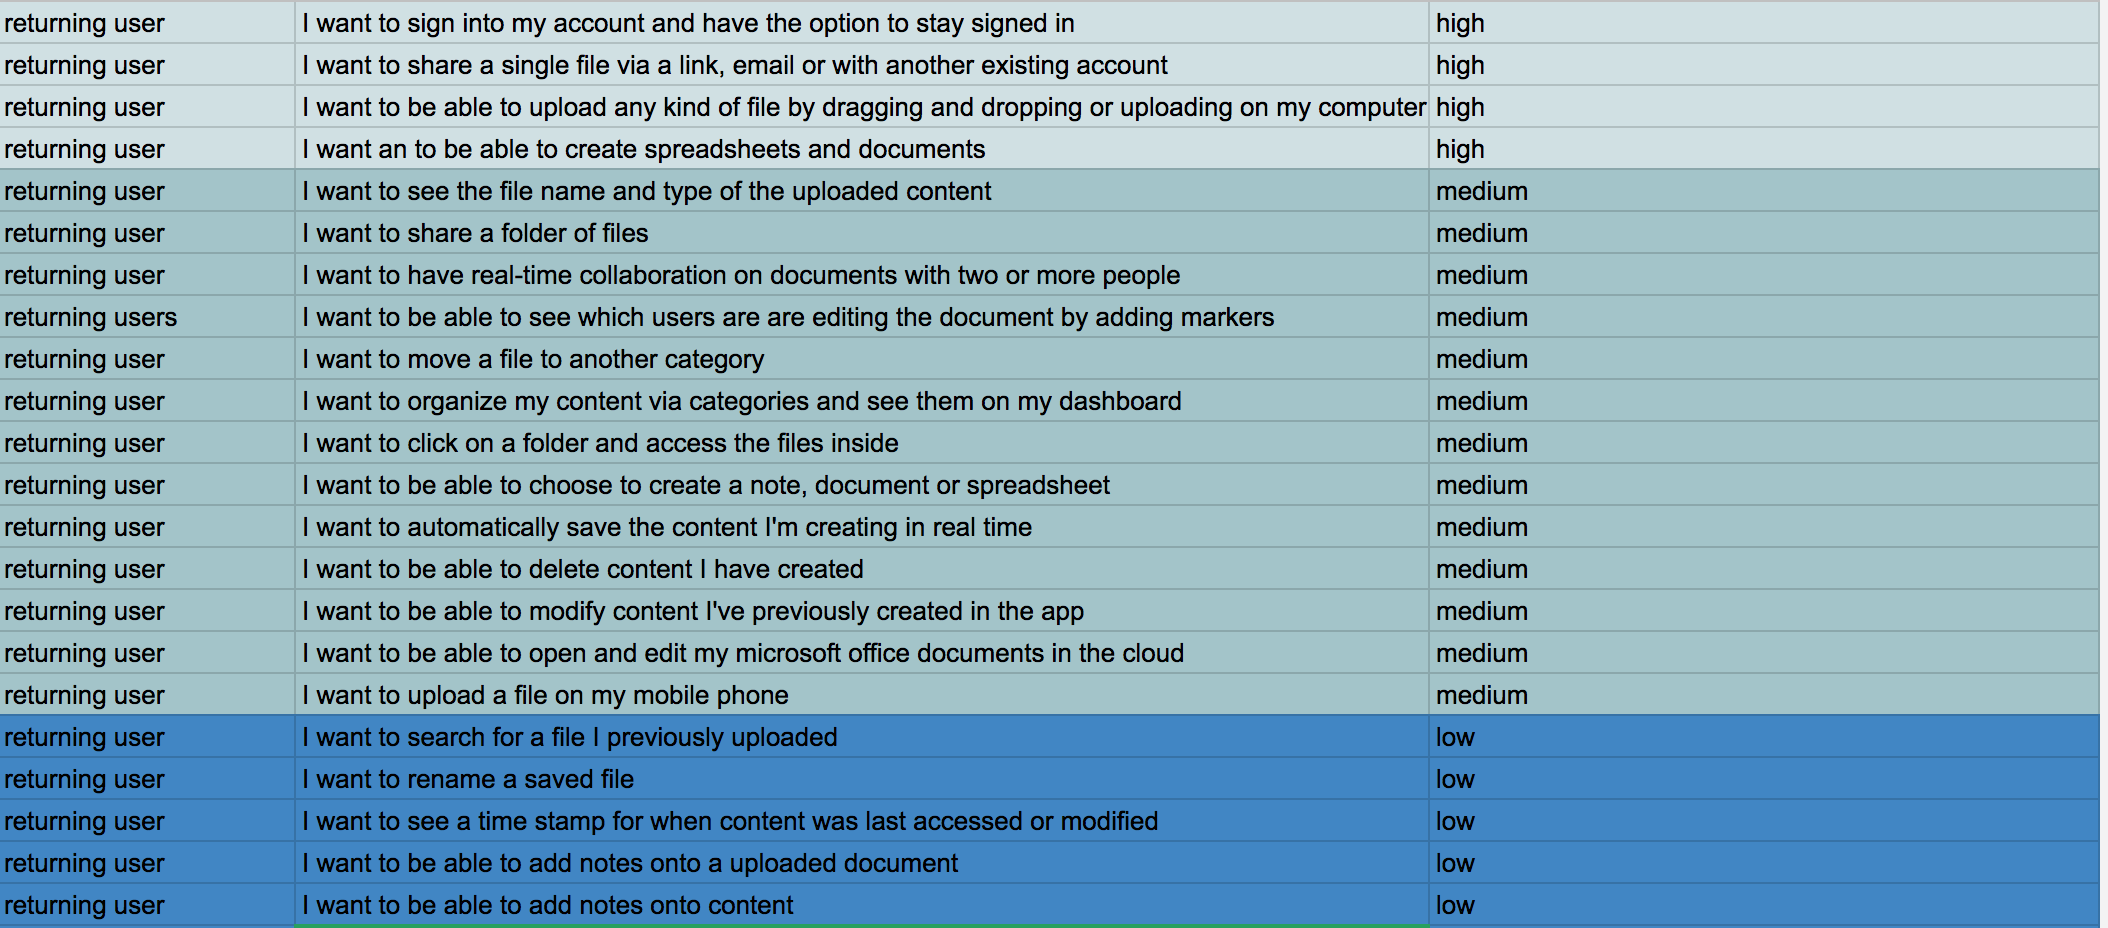 returning user I want to sign into my account and have the option to stay signed in high
returning user I want to share a single file via a link, email or with another existing account high
returning user I want to be able to upload any kind of file by dragging and dropping or uploading on my computer high
returning user I want an to be able to create spreadsheets and documents high
returning user I want to see the file name and type of the uploaded content medium
returning user I want to share a folder of files medium
returning user I want to have real-time collaboration on documents with two or more people medium
returning users I want to be able to see which users are are editing the document by adding markers medium
returning user I want to move a file to another category medium
returning user I want to organize my content via categories and see them on my dashboard medium
returning user I want to click on a folder and access the files inside medium
returning user I want to be able to choose to create a note, document or spreadsheet medium
returning user I want to automatically save the content I'm creating in real time medium
returning user I want to be able to delete content I have created medium
returning user I want to be able to modify content I've previously created in the app medium
returning user I want to be able to open and edit my microsoft office documents in the cloud medium
returning user I want to upload a file on my mobile phone medium
returning user I want to search for a file I previously uploaded low
returning user I want to rename a saved file low
returning user I want to see a time stamp for when content was last accessed or modified low
returning user I want to be able to add notes onto a uploaded document low
returning user I want to be able to add notes onto content low